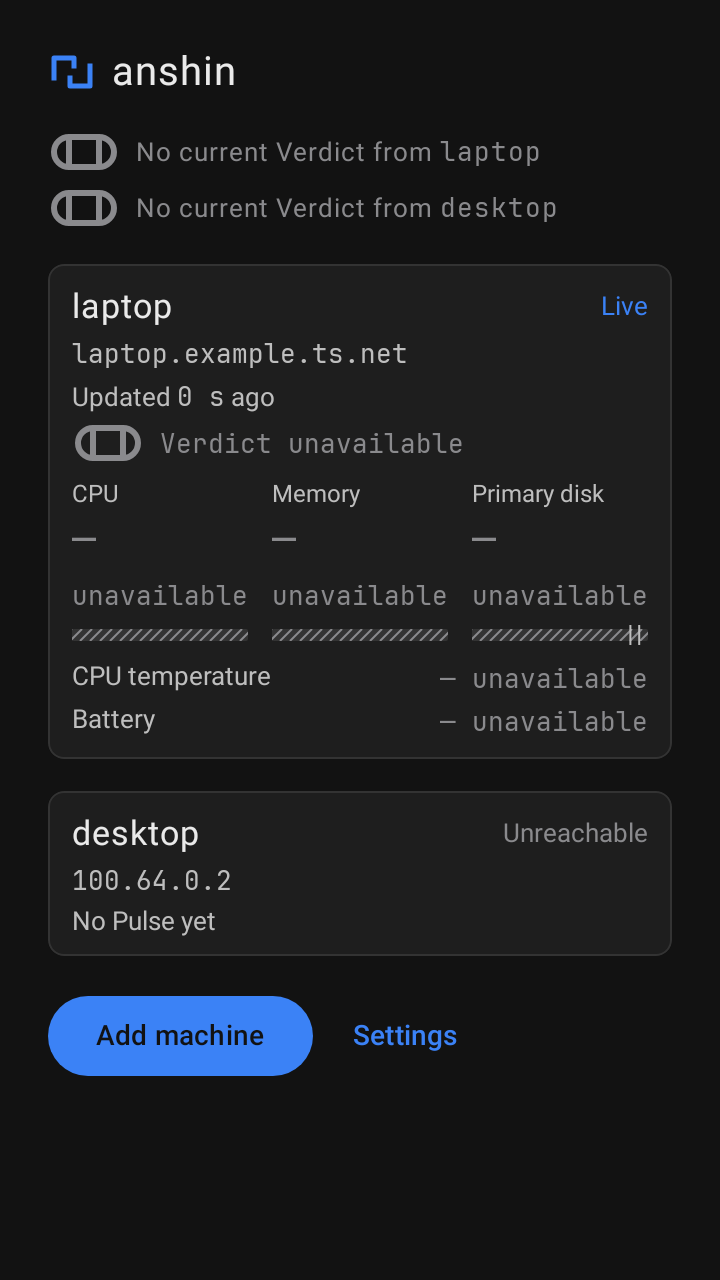 anshin
No current Verdict from laptop
No current Verdict from desktop
laptop Live
laptop.example.ts.net
Updated 0 s ago
Verdict unavailable
CPU Memory Primary disk
— — —
unavailable unavailable unavailable
CPU temperature — unavailable
Battery — unavailable
desktop Unreachable
100.64.0.2
No Pulse yet
Add machine Settings